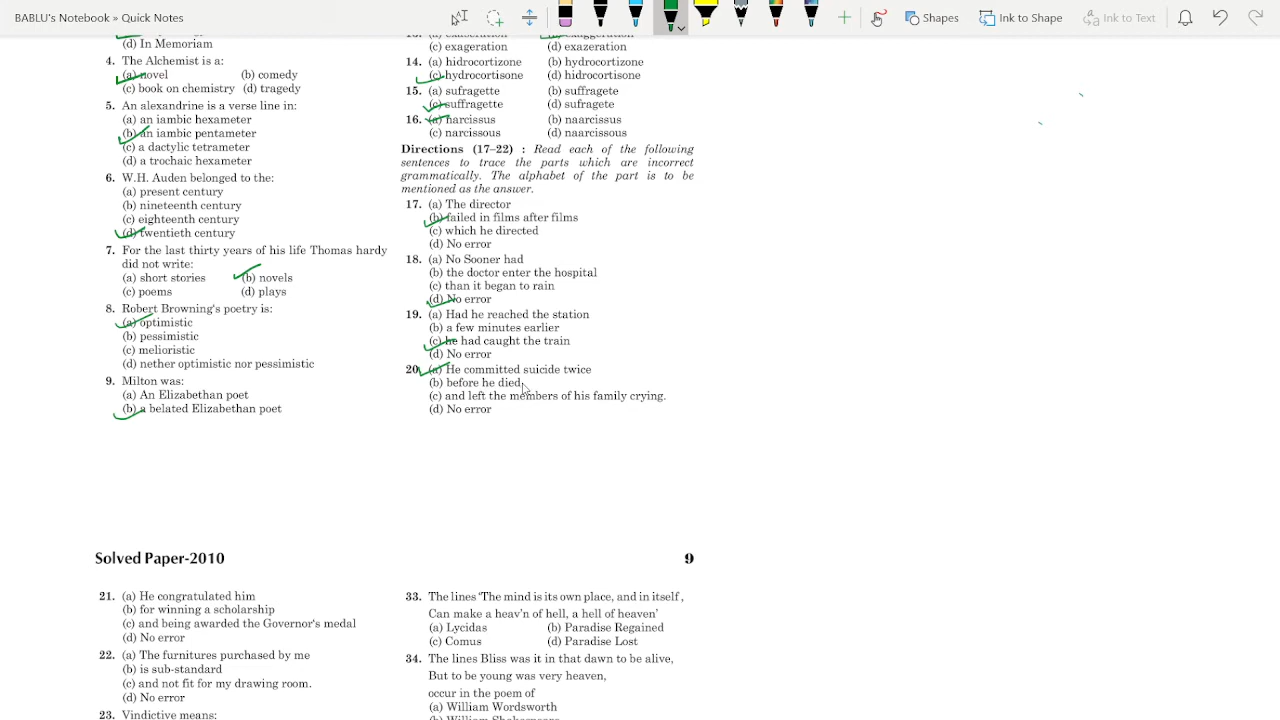 BABLU's Notebook » Quick Notes
Shapes
Ink to Shape
Ink to Text
(d) In Memoriam
4. The Alchemist is a:
(a) novel (b) comedy
(c) book on chemistry (d) tragedy
5. An alexandrine is a verse line in:
(a) an iambic hexameter
(b) an iambic pentameter
(c) a dactylic tetrameter
(d) a trochaic hexameter
6. W.H. Auden belonged to the:
(a) present century
(b) nineteenth century
(c) eighteenth century
(d) twentieth century
7. For the last thirty years of his life Thomas hardy
did not write:
(a) short stories (b) novels
(c) poems (d) plays
8. Robert Browning's poetry is:
(a) optimistic
(b) pessimistic
(c) melioristic
(d) nether optimistic nor pessimistic
9. Milton was:
(a) An Elizabethan poet
(b) a belated Elizabethan poet
(c) exageration (d) exazeration
14. (a) hidrocortizone (b) hydrocortizone
(c) hydrocortisone (d) hidrocortisone
15. (a) sufragette (b) suffragete
(c) suffragette (d) sufragete
16. (a) narcissus (b) naarcissus
(c) narcissous (d) naarcissous
Directions (17–22) : Read each of the following
sentences to trace the parts which are incorrect
grammatically. The alphabet of the part is to be
mentioned as the answer.
17. (a) The director
(b) failed in films after films
(c) which he directed
(d) No error
18. (a) No Sooner had
(b) the doctor enter the hospital
(c) than it began to rain
(d) No error
19. (a) Had he reached the station
(b) a few minutes earlier
(c) he had caught the train
(d) No error
20. (a) He committed suicide twice
(b) before he died
(c) and left the members of his family crying.
(d) No error
Solved Paper-2010 9
21. (a) He congratulated him
(b) for winning a scholarship
(c) and being awarded the Governor's medal
(d) No error
22. (a) The furnitures purchased by me
(b) is sub-standard
(c) and not fit for my drawing room.
(d) No error
23. Vindictive means:
33. The lines 'The mind is its own place, and in itself ,
Can make a heav'n of hell, a hell of heaven'
(a) Lycidas (b) Paradise Regained
(c) Comus (d) Paradise Lost
34. The lines Bliss was it in that dawn to be alive,
But to be young was very heaven,
occur in the poem of
(a) William Wordsworth